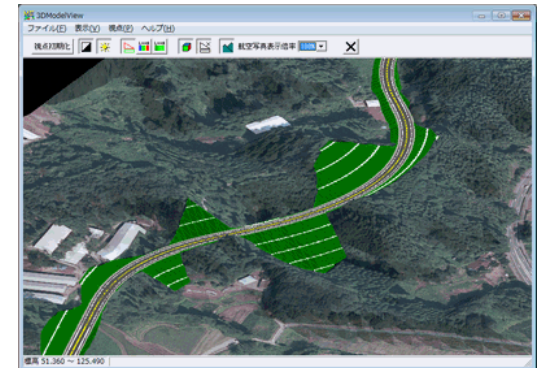 3DModelView
ファイル(F) 表示(V) 視点(P) ヘルプ(H)
視点初期化 航空写真表示倍率 100%
標高 51.360 ～ 125.490